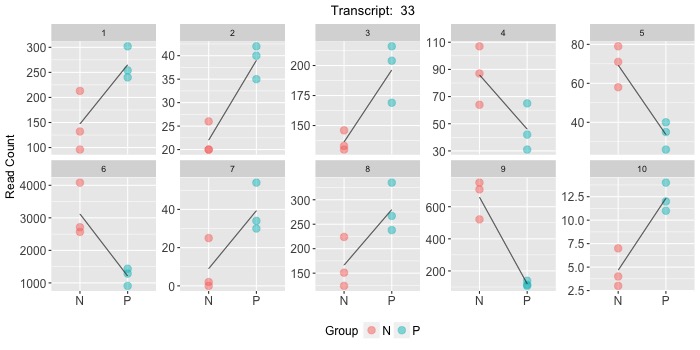 Transcript: 33
1 2 3 4 5
300 250 200 150 100
40 35 30 25 20
200 175 150
110 90 70 50 30
80 60 40
Read Count
6 7 8 9 10
4000 3000 2000 1000
40 20 0
300 250 200 150
600 400 200
12.5 10.0 7.5 5.0 2.5
N P N P N P N P N P
Group N P